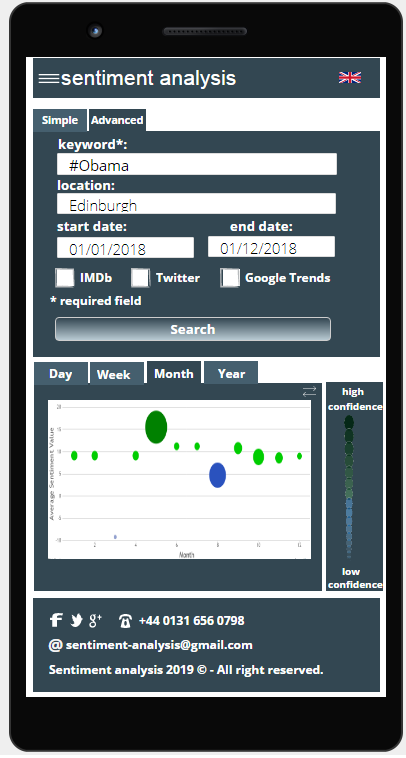 sentiment analysis
Simple Advanced
keyword*:
#Obama
location:
Edinburgh
start date: end date:
01/01/2018 01/12/2018
IMDb Twitter Google Trends
* required field
Search
Day Week Month Year
high
confidence
20
15
10
5
0
-5
-10
Average Sentiment Value
2 4 6 8 10 12
Month
low
confidence
+44 0131 656 0798
@ sentiment-analysis@gmail.com
Sentiment analysis 2019 © - All right reserved.